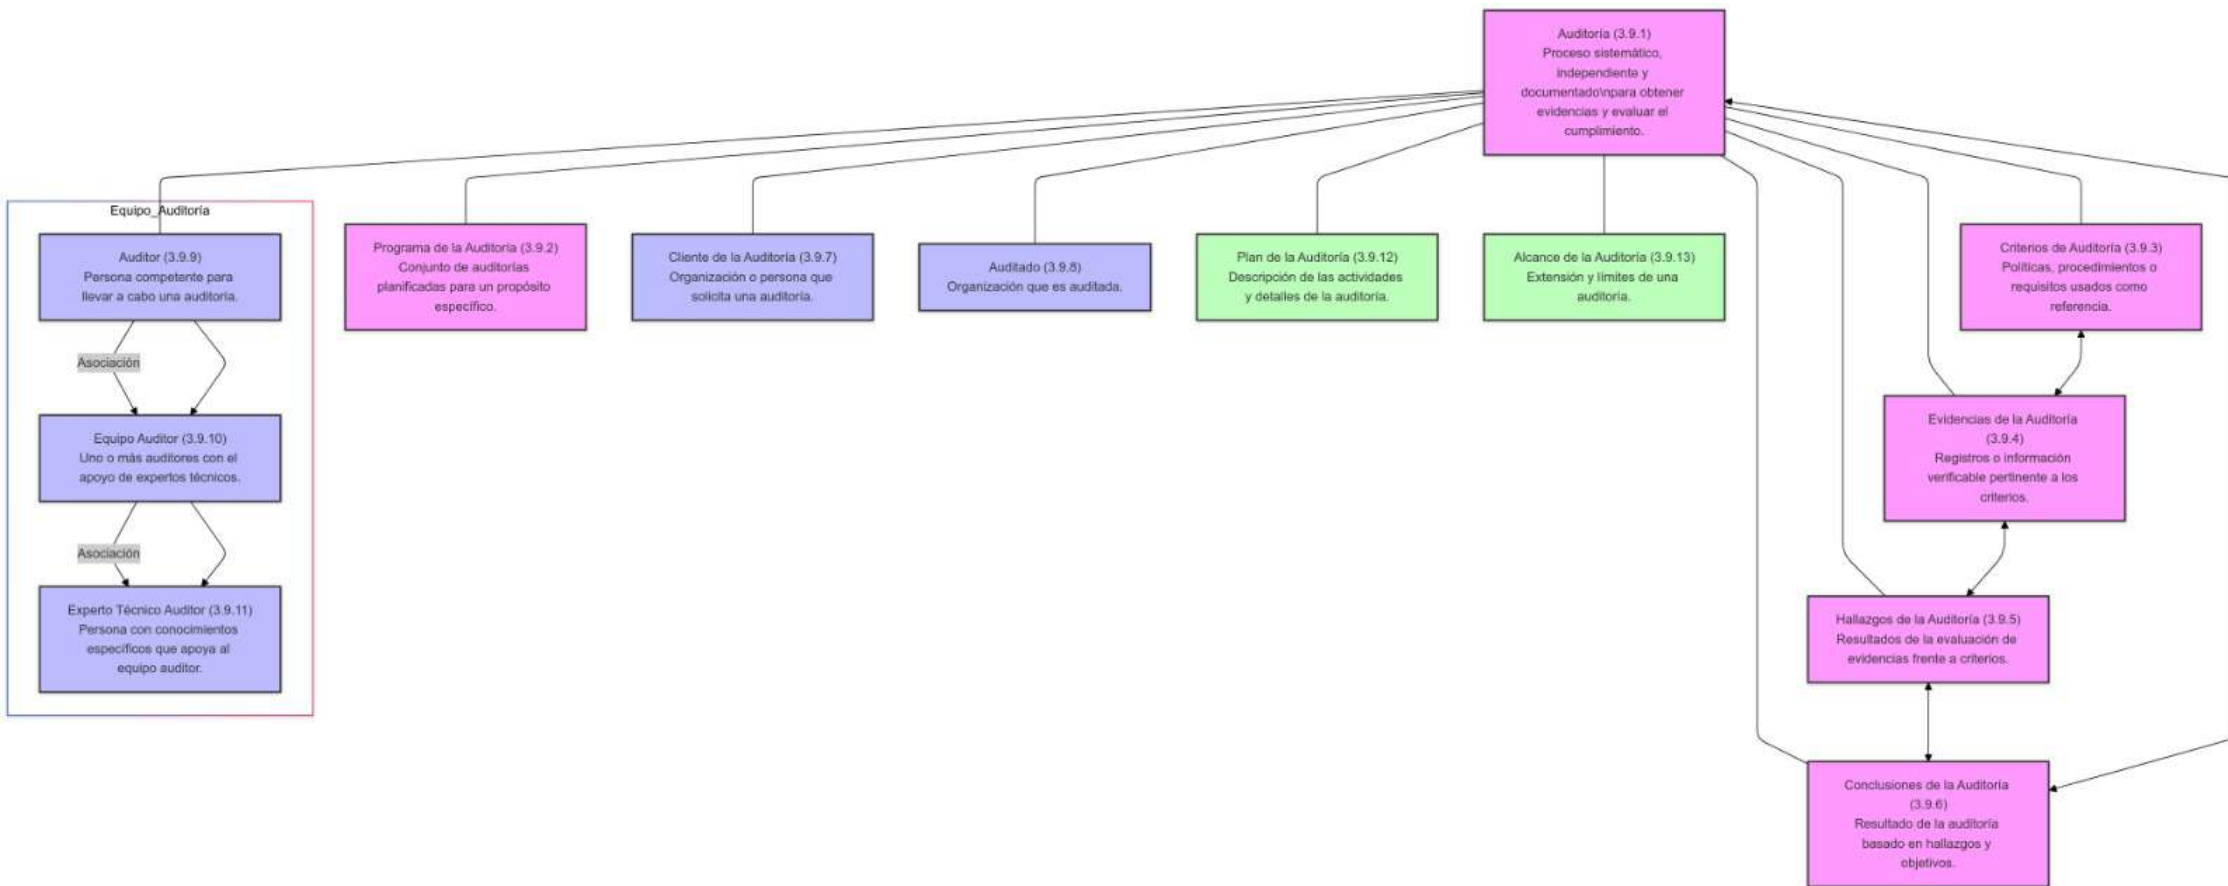 Auditoría (3.9.1)
Proceso sistemático,
independiente y
documentado\npara obtener
evidencias y evaluar el
cumplimiento.
Equipo_Auditoría
Auditor (3.9.9)
Persona competente para
llevar a cabo una auditoría.
Programa de la Auditoría (3.9.2)
Conjunto de auditorías
planificadas para un propósito
específico.
Cliente de la Auditoría (3.9.7)
Organización o persona que
solicita una auditoría.
Auditado (3.9.8)
Organización que es auditada.
Plan de la Auditoría (3.9.12)
Descripción de las actividades
y detalles de la auditoría.
Alcance de la Auditoría (3.9.13)
Extensión y límites de una
auditoría.
Criterios de Auditoría (3.9.3)
Políticas, procedimientos o
requisitos usados como
referencia.
Asociación
Equipo Auditor (3.9.10)
Uno o más auditores con el
apoyo de expertos técnicos.
Evidencias de la Auditoría
(3.9.4)
Registros o información
verificable pertinente a los
criterios.
Asociación
Experto Técnico Auditor (3.9.11)
Persona con conocimientos
específicos que apoya al
equipo auditor.
Hallazgos de la Auditoría (3.9.5)
Resultados de la evaluación de
evidencias frente a criterios.
Conclusiones de la Auditoría
(3.9.6)
Resultado de la auditoría
basado en hallazgos y
objetivos.